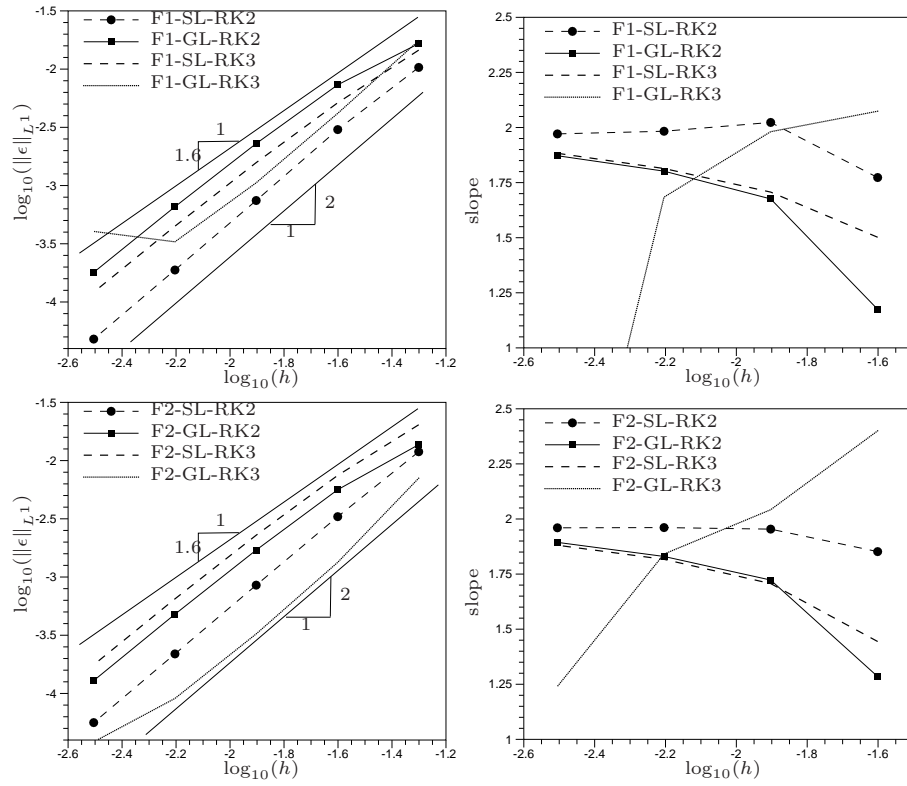 F1-SL-RK2
F1-GL-RK2
F1-SL-RK3
F1-GL-RK3
1
1.6
2
1
-1.5
-2
-2.5
-3
-3.5
-4
-2.6 -2.4 -2.2 -2 -1.8 -1.6 -1.4 -1.2
log₁₀(‖ϵ‖_{L¹})
log₁₀(h)
F1-SL-RK2
F1-GL-RK2
F1-SL-RK3
F1-GL-RK3
2.5
2.25
2
1.75
1.5
1.25
1
-2.6 -2.4 -2.2 -2 -1.8 -1.6
slope
log₁₀(h)
F2-SL-RK2
F2-GL-RK2
F2-SL-RK3
F2-GL-RK3
1
1.6
2
1
-1.5
-2
-2.5
-3
-3.5
-4
-2.6 -2.4 -2.2 -2 -1.8 -1.6 -1.4 -1.2
log₁₀(‖ϵ‖_{L¹})
log₁₀(h)
F2-SL-RK2
F2-GL-RK2
F2-SL-RK3
F2-GL-RK3
2.5
2.25
2
1.75
1.5
1.25
1
-2.6 -2.4 -2.2 -2 -1.8 -1.6
slope
log₁₀(h)